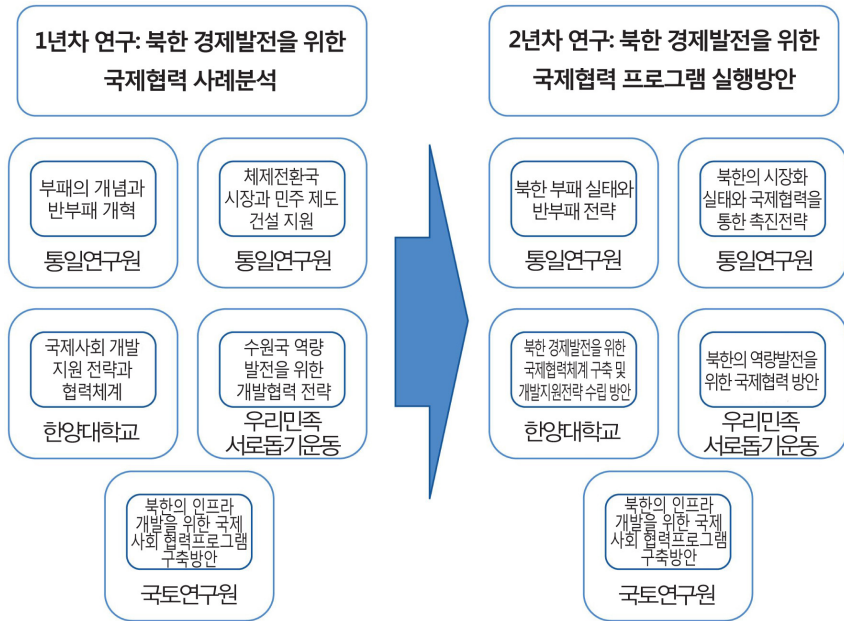 1년차 연구: 북한 경제발전을 위한
국제협력 사례분석
부패의 개념과
반부패 개혁
통일연구원
체제전환국
시장과 민주 제도
건설 지원
통일연구원
국제사회 개발
지원 전략과
협력체계
한양대학교
수원국 역량
발전을 위한
개발협력 전략
우리민족
서로돕기운동
북한의 인프라
개발을 위한 국제
사회 협력프로그램
구축방안
국토연구원
2년차 연구: 북한 경제발전을 위한
국제협력 프로그램 실행방안
북한 부패 실태와
반부패 전략
통일연구원
북한의 시장화
실태와 국제협력을
통한 촉진전략
통일연구원
북한 경제발전을 위한
국제협력체계 구축 및
개발지원전략 수립 방안
한양대학교
북한의 역량발전을
위한 국제협력 방안
우리민족
서로돕기운동
북한의 인프라
개발을 위한 국제
사회 협력프로그램
구축방안
국토연구원